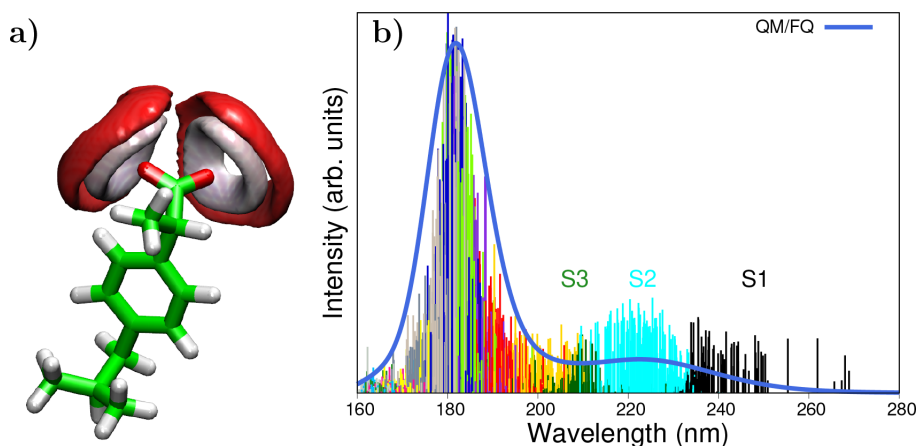 a)
b)
QM/FQ
Intensity (arb. units)
S3 S2 S1
160 180 200 220 240 260 280
Wavelength (nm)